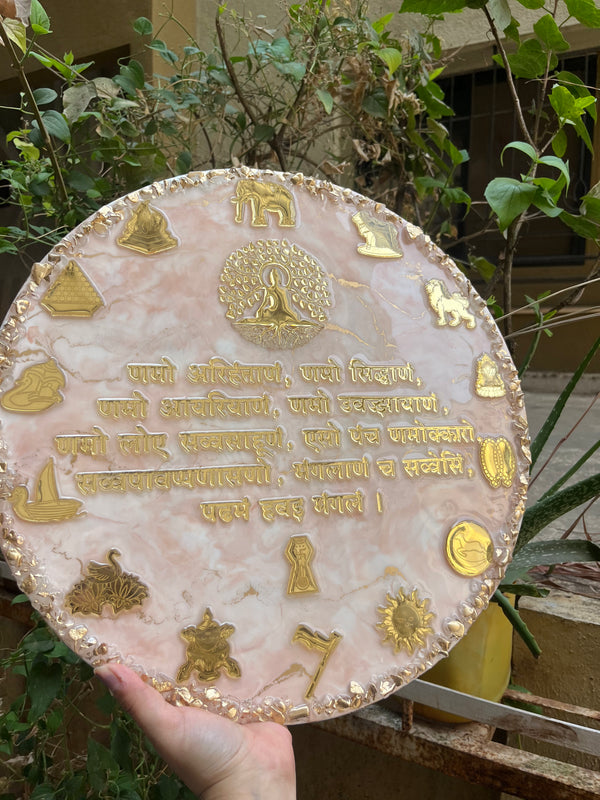 णमो अरिहंताणं, णमो सिद्धाणं,
णमो आयरियाणं, णमो उवज्झायाणं,
णमो लोए सव्वसाहूणं, एसो पंच णमोक्कारो
सव्वपावप्पणासणो, मंगलाणं च सव्वेसिं,
पढमं हवइ मंगलं ।